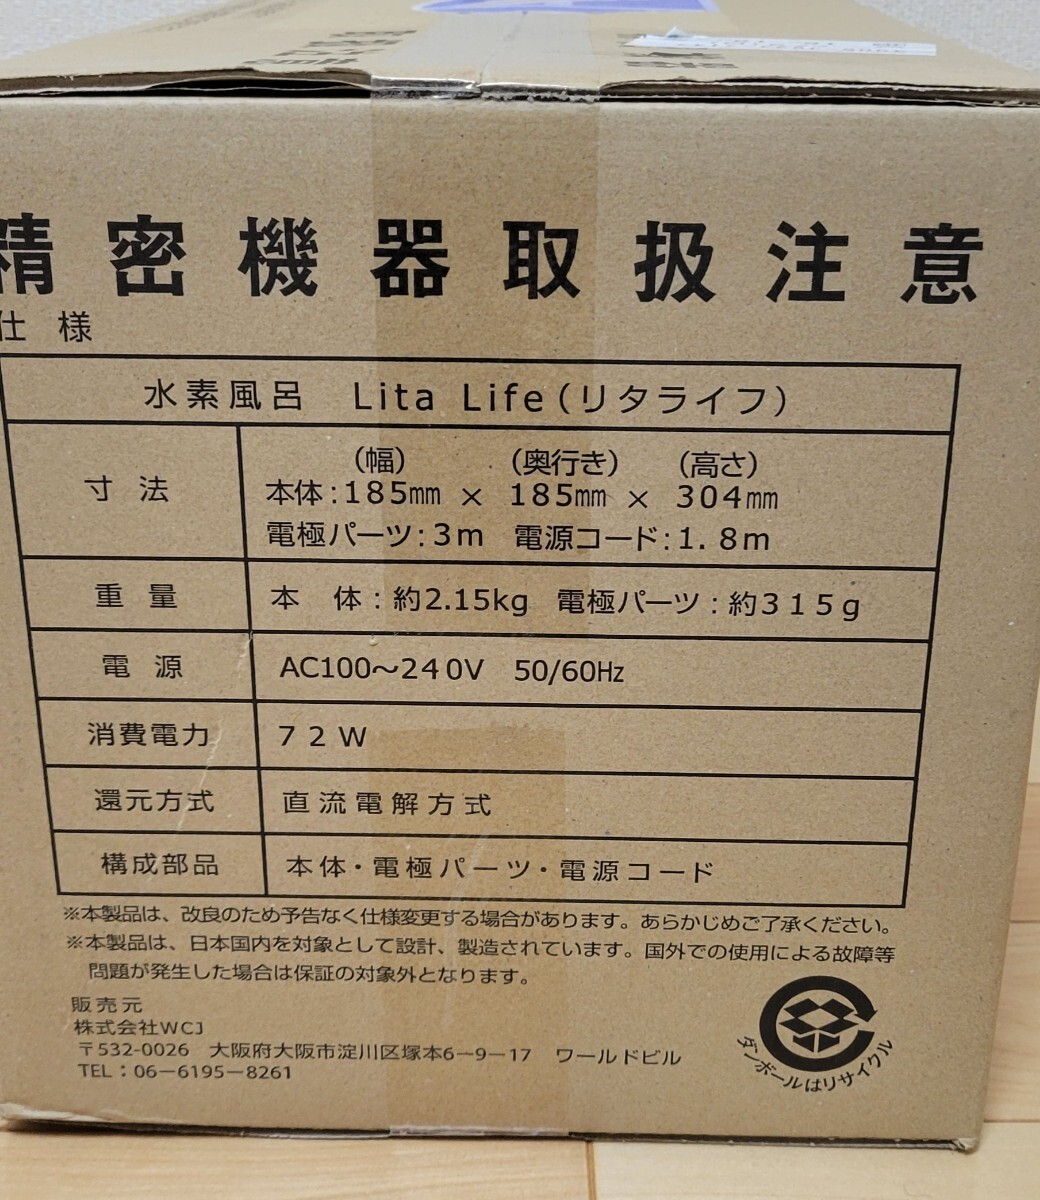 精密機器取扱注意
仕様
水素風呂 Lita Life(リタライフ)
寸法
(幅) (奥行き) (高さ)
本体:185㎜ × 185㎜ × 304㎜
電極パーツ:3m 電源コード:1.8m
重量 本体:約2.15kg 電極パーツ:約315g
電源 AC100～240V 50/60Hz
消費電力 72W
還元方式 直流電解方式
構成部品 本体・電極パーツ・電源コード
※本製品は、改良のため予告なく仕様変更する場合があります。あらかじめご了承ください。
※本製品は、日本国内を対象として設計、製造されています。国外での使用による故障等
問題が発生した場合は保証の対象外となります。
販売元
株式会社WCJ
〒532-0026 大阪府大阪市淀川区塚本6－9－17 ワールドビル
TEL：06－6195－8261
ダンボールはリサイクル